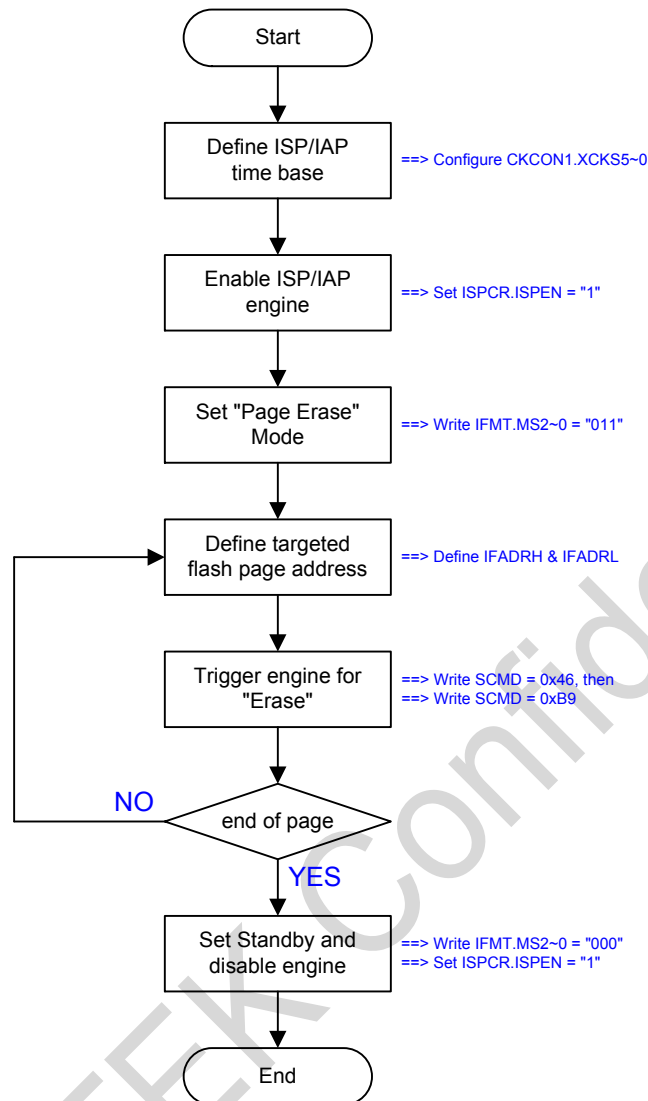 Start
Define ISP/IAP
time base
==> Configure CKCON1.XCKS5~0
Enable ISP/IAP
engine
==> Set ISPCR.ISPEN = "1"
Set "Page Erase"
Mode
==> Write IFMT.MS2~0 = "011"
Define targeted
flash page address
==> Define IFADRH & IFADRL
Trigger engine for
"Erase"
==> Write SCMD = 0x46, then
==> Write SCMD = 0xB9
NO
end of page
YES
Set Standby and
disable engine
==> Write IFMT.MS2~0 = "000"
==> Set ISPCR.ISPEN = "1"
End